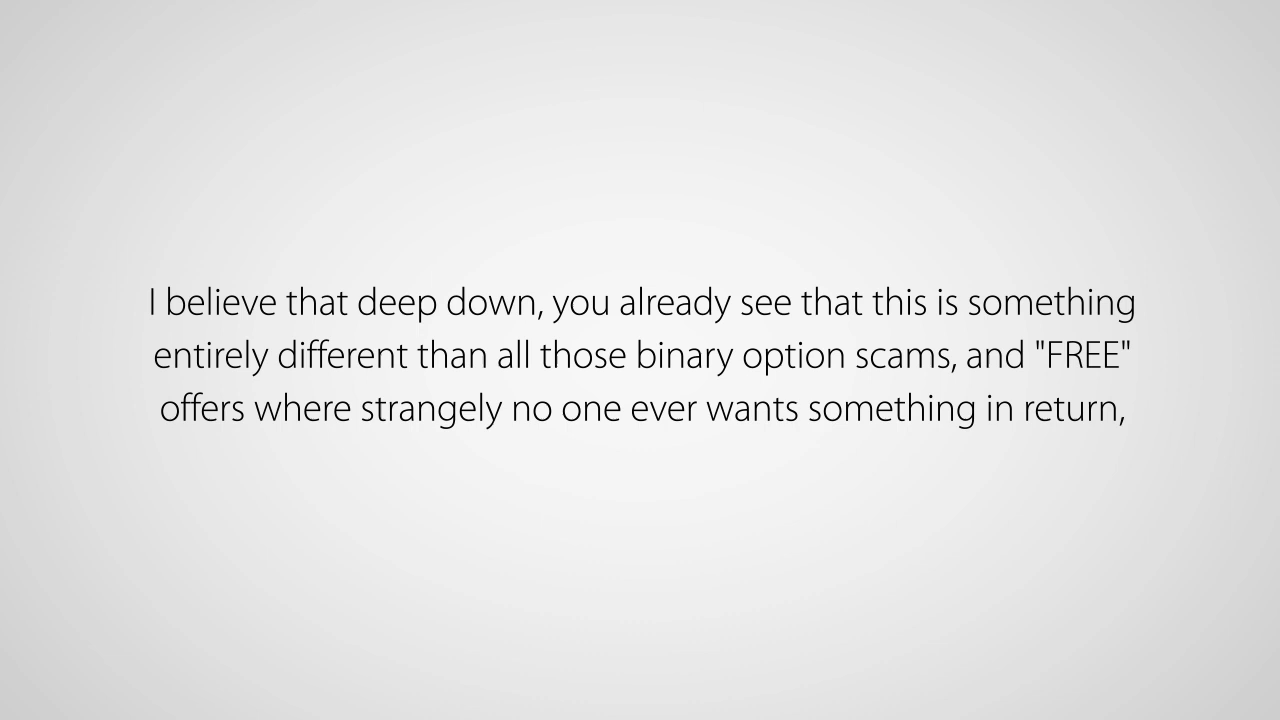 I believe that deep down, you already see that this is something
entirely different than all those binary option scams, and "FREE"
offers where strangely no one ever wants something in return,